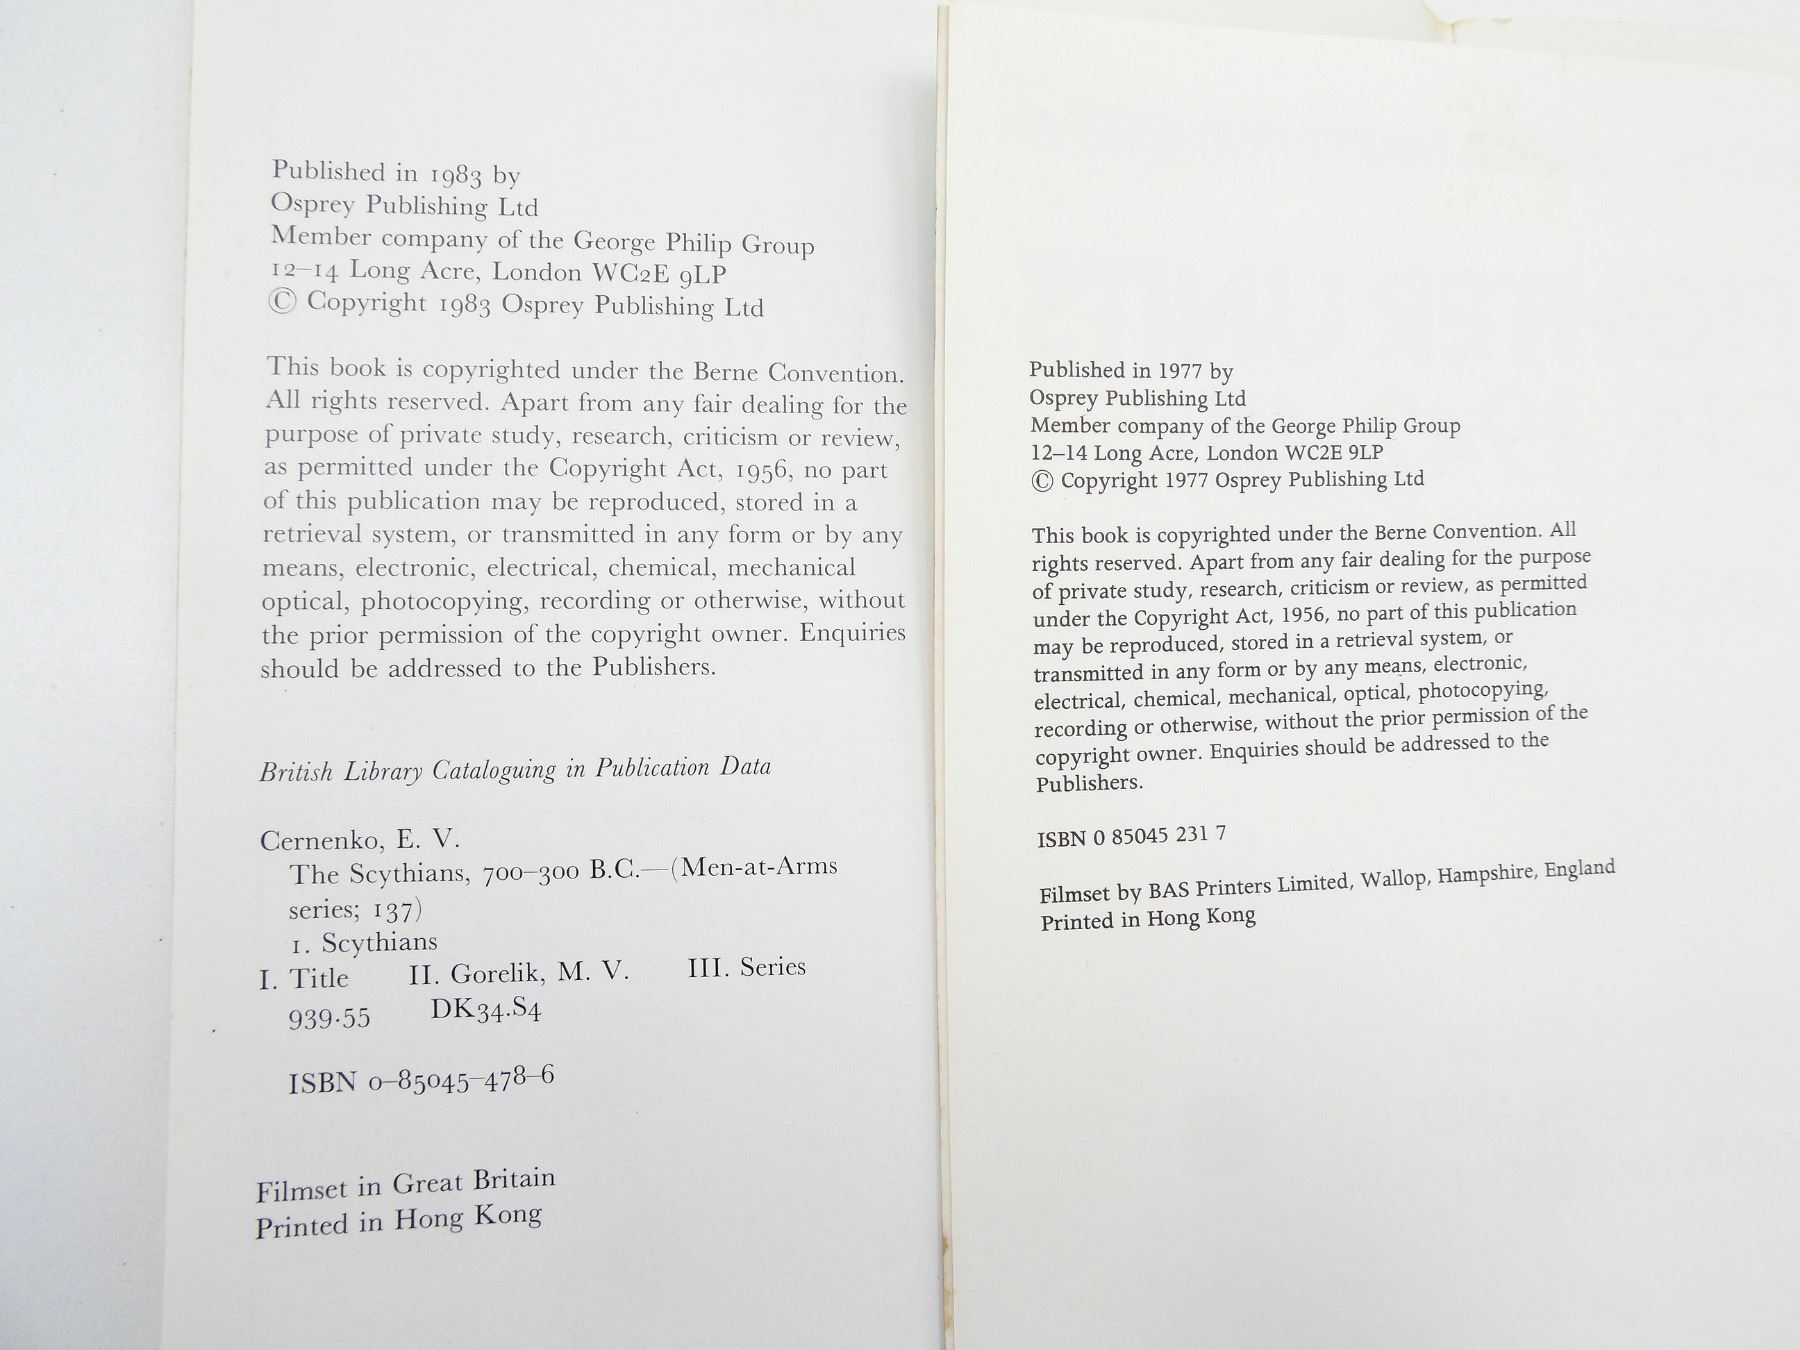 Published in 1983 by
Osprey Publishing Ltd
Member company of the George Philip Group
12–14 Long Acre, London WC2E 9LP
© Copyright 1983 Osprey Publishing Ltd
This book is copyrighted under the Berne Convention.
All rights reserved. Apart from any fair dealing for the
purpose of private study, research, criticism or review,
as permitted under the Copyright Act, 1956, no part
of this publication may be reproduced, stored in a
retrieval system, or transmitted in any form or by any
means, electronic, electrical, chemical, mechanical
optical, photocopying, recording or otherwise, without
the prior permission of the copyright owner. Enquiries
should be addressed to the Publishers.
British Library Cataloguing in Publication Data
Cernenko, E. V.
The Scythians, 700–300 B.C.—(Men-at-Arms
series; 137)
1. Scythians
I. Title II. Gorelik, M. V. III. Series
939·55 DK34.S4
ISBN 0–85045–478–6
Filmset in Great Britain
Printed in Hong Kong
Published in 1977 by
Osprey Publishing Ltd
Member company of the George Philip Group
12–14 Long Acre, London WC2E 9LP
© Copyright 1977 Osprey Publishing Ltd
This book is copyrighted under the Berne Convention. All
rights reserved. Apart from any fair dealing for the purpose
of private study, research, criticism or review, as permitted
under the Copyright Act, 1956, no part of this publication
may be reproduced, stored in a retrieval system, or
transmitted in any form or by any means, electronic,
electrical, chemical, mechanical, optical, photocopying,
recording or otherwise, without the prior permission of the
copyright owner. Enquiries should be addressed to the
Publishers.
ISBN 0 85045 231 7
Filmset by BAS Printers Limited, Wallop, Hampshire, England
Printed in Hong Kong